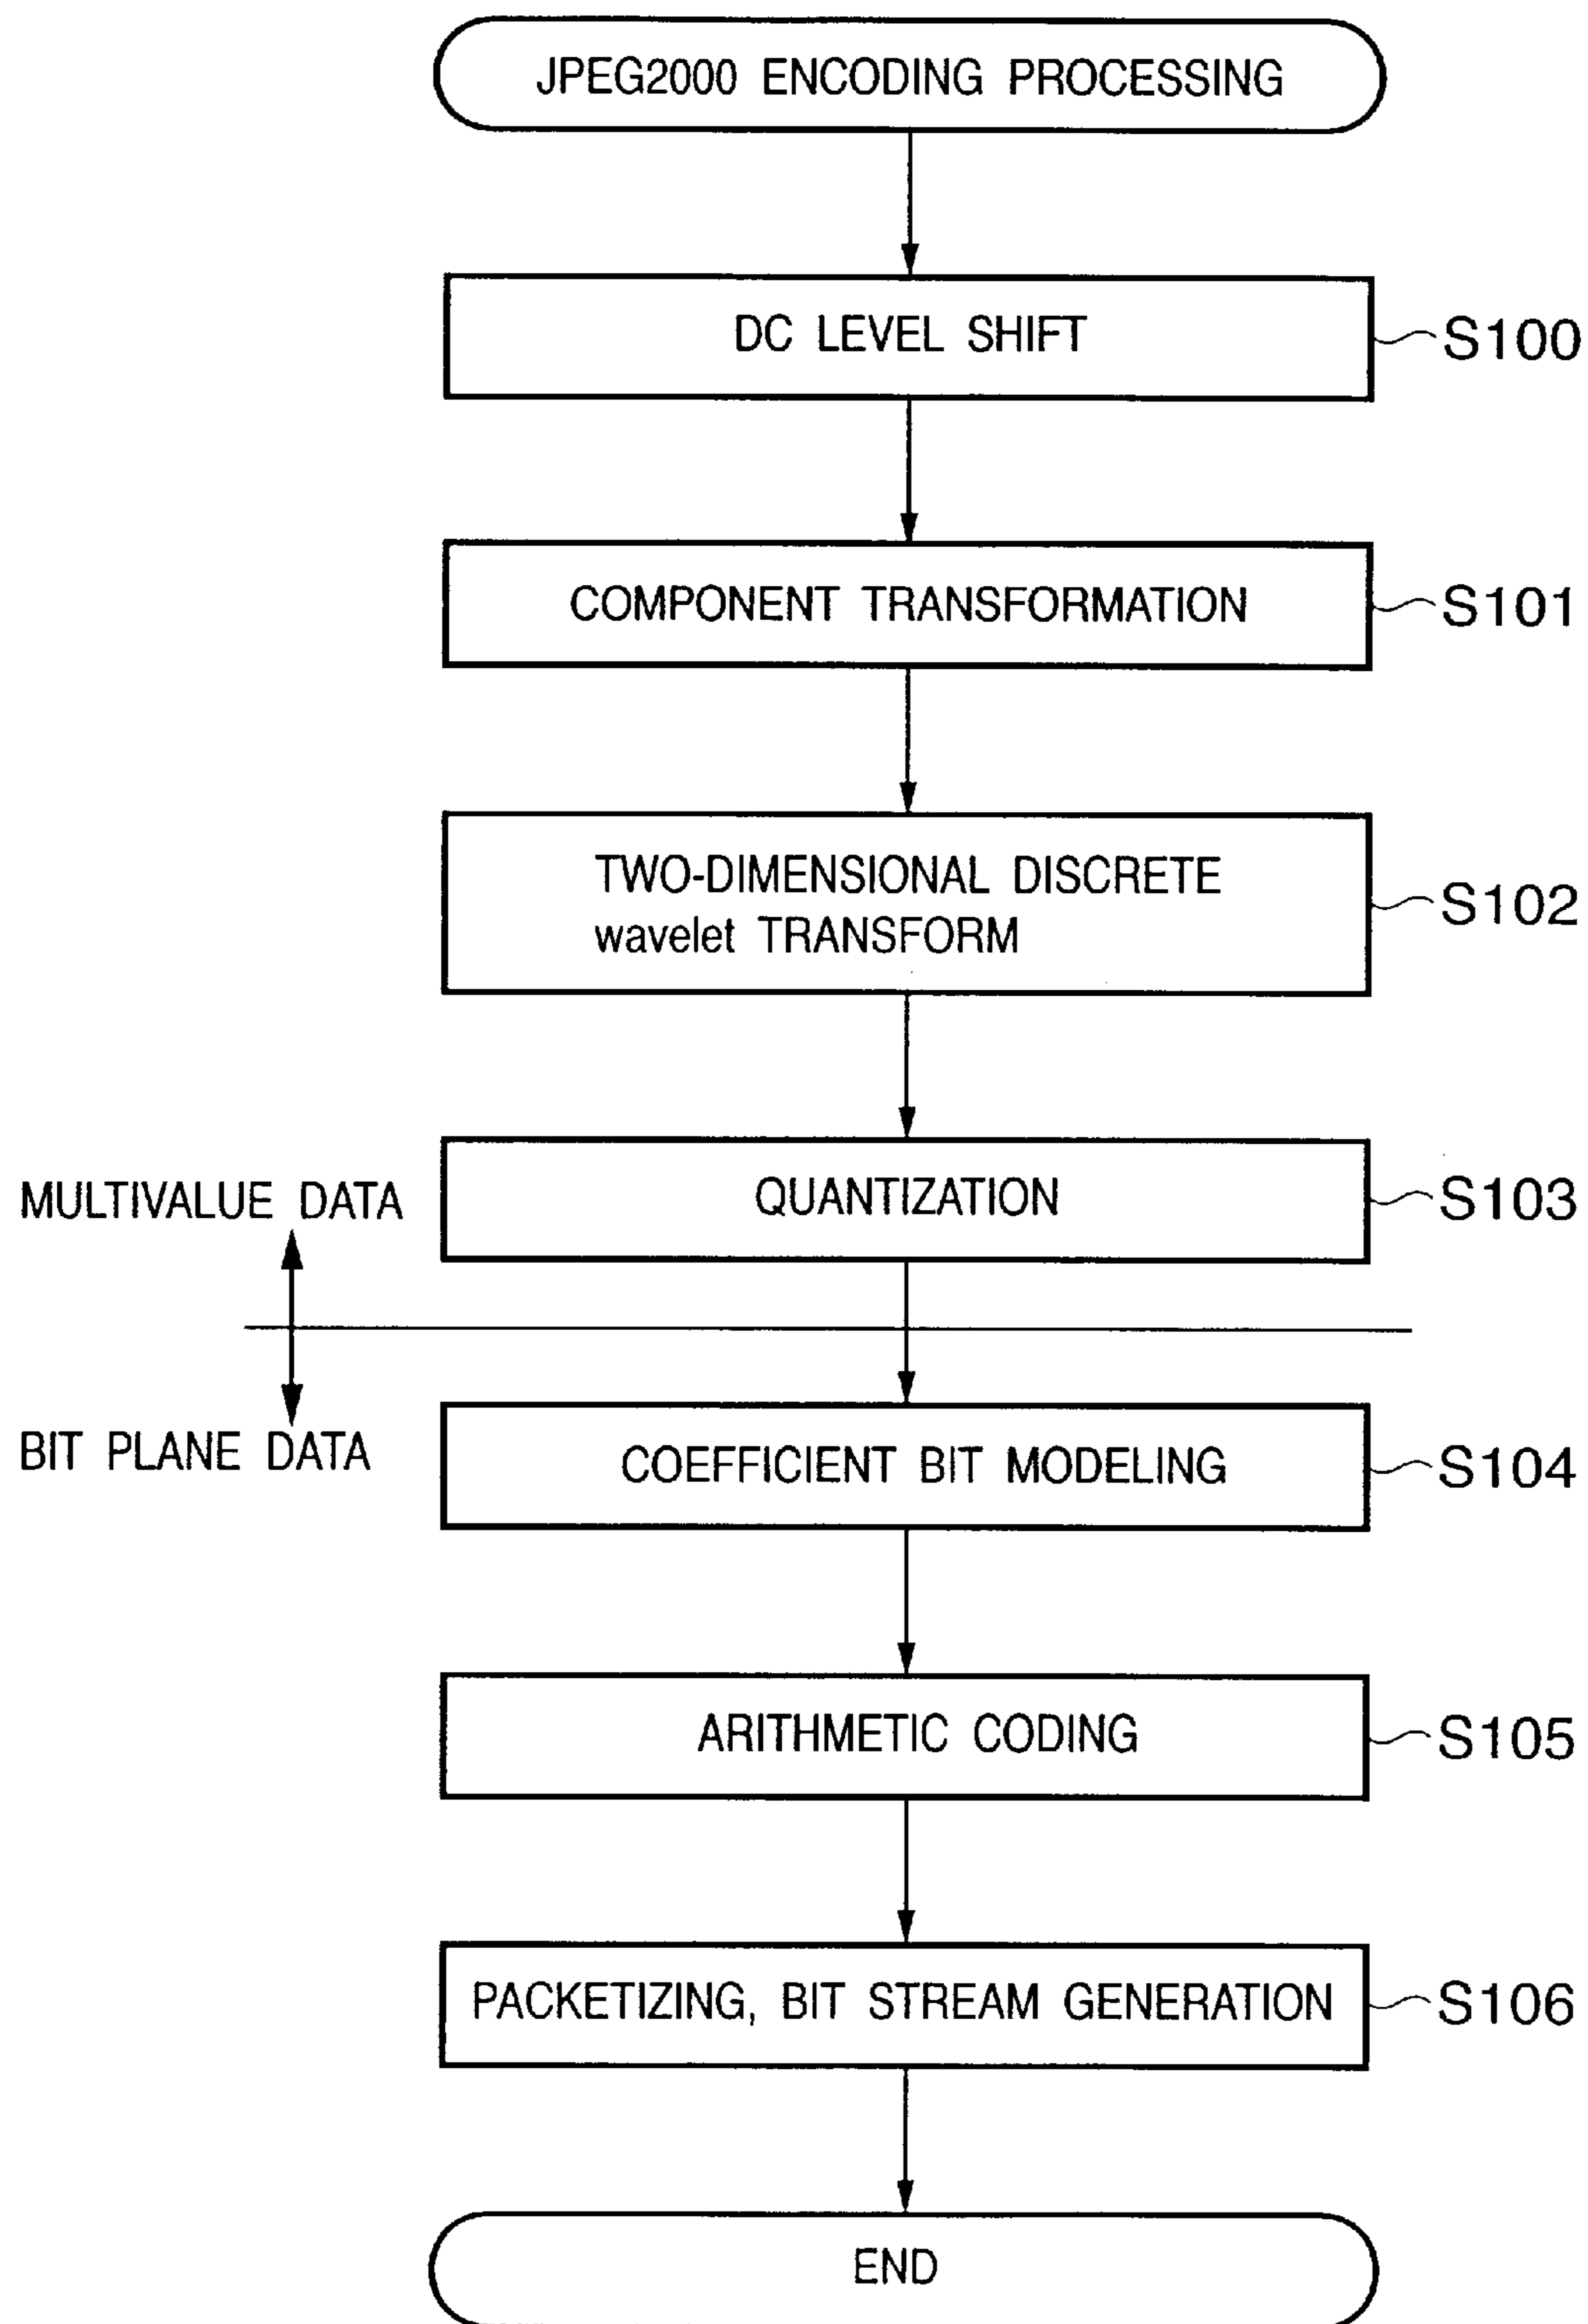 JPEG2000 ENCODING PROCESSING
DC LEVEL SHIFT
S100
COMPONENT TRANSFORMATION
S101
TWO-DIMENSIONAL DISCRETE
wavelet TRANSFORM
S102
QUANTIZATION
S103
MULTIVALUE DATA
BIT PLANE DATA
COEFFICIENT BIT MODELING
S104
ARITHMETIC CODING
S105
PACKETIZING, BIT STREAM GENERATION
S106
END